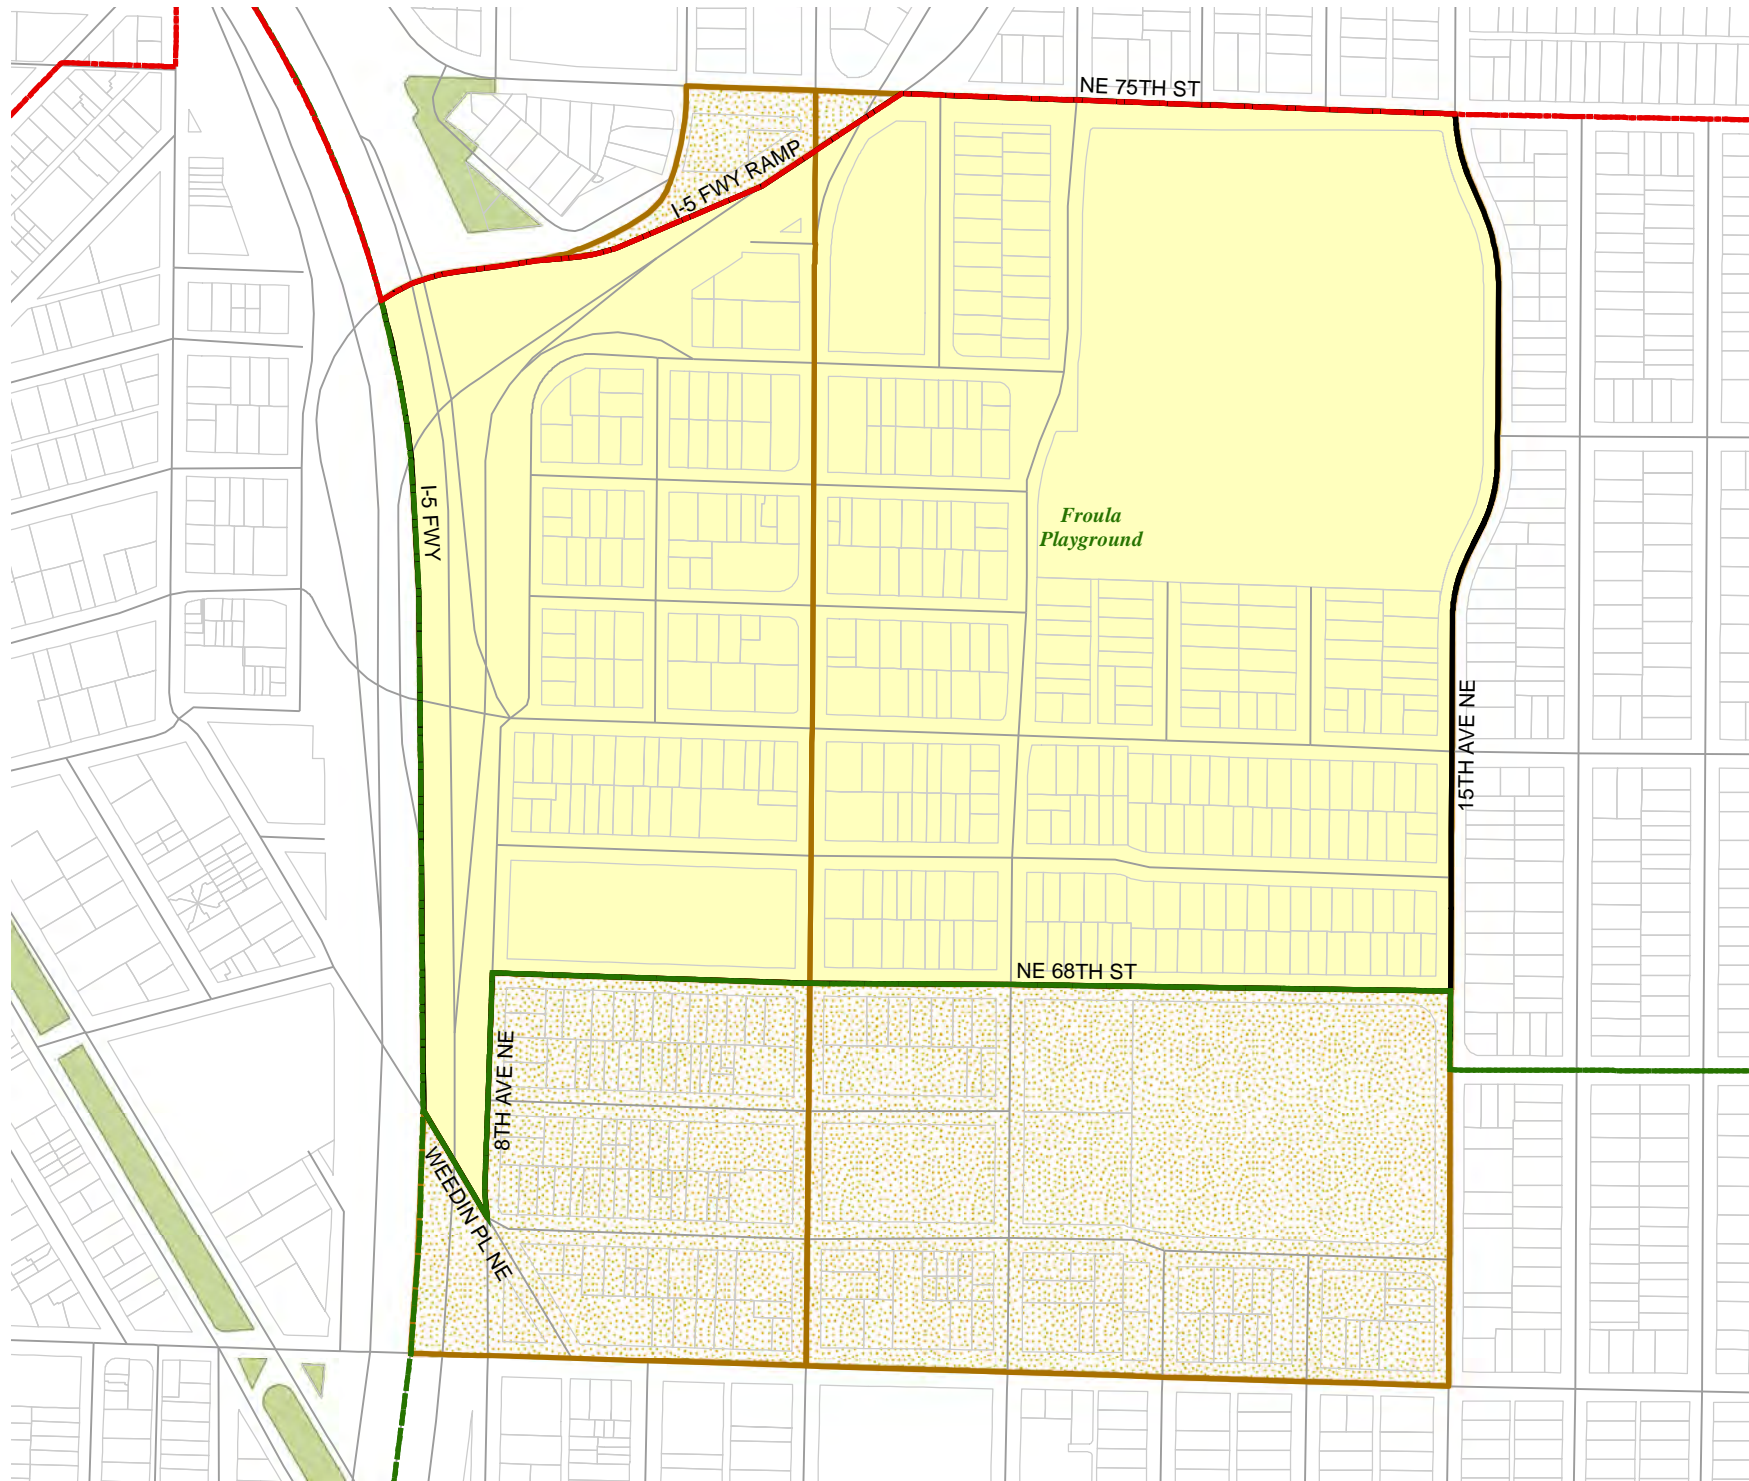 NE 75TH ST
I-5 FWY RAMP
I-5 FWY
Froula
Playground
15TH AVE NE
NE 68TH ST
8TH AVE NE
WEEDIN PL NE